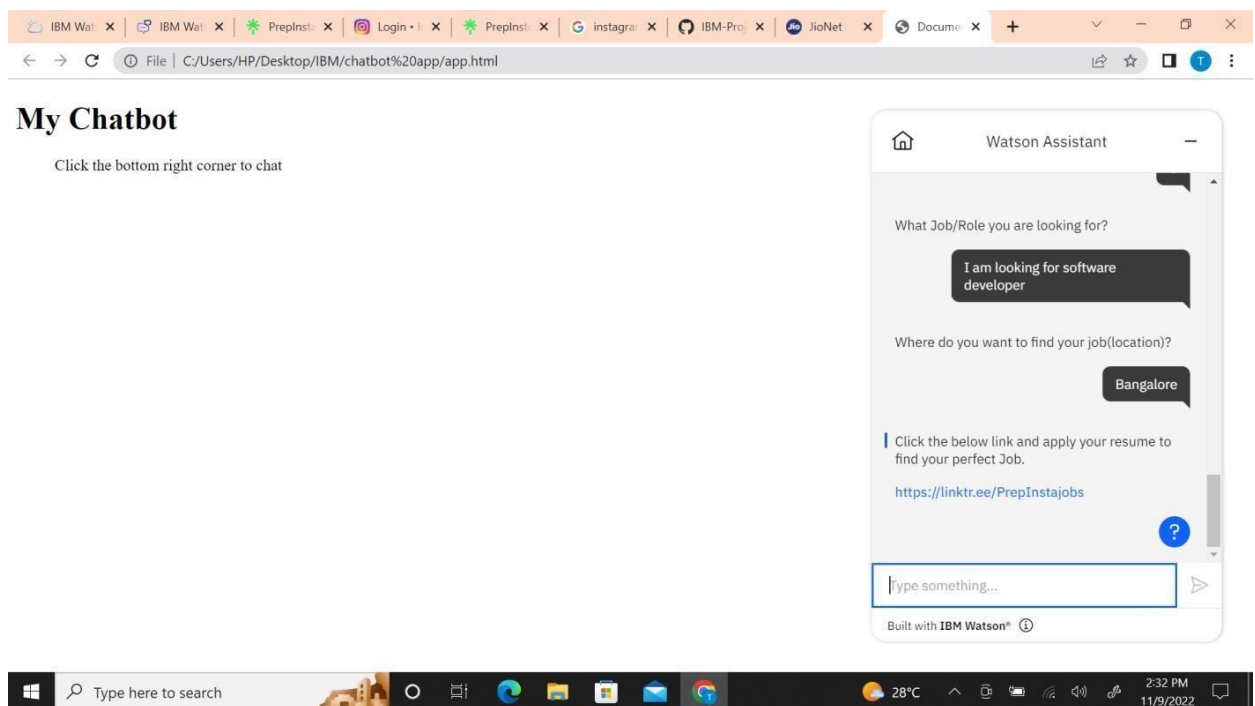 IBM Wat
IBM Wat
PrepInsta
Login • I
PrepInsta
instagra
IBM-Proj
Jio
JioNet
Docume
File | C:/Users/HP/Desktop/IBM/chatbot%20app/app.html
T
My Chatbot
Click the bottom right corner to chat
Watson Assistant
What Job/Role you are looking for?
I am looking for software
developer
Where do you want to find your job(location)?
Bangalore
Click the below link and apply your resume to
find your perfect Job.
https://linktr.ee/PrepInstajobs
?
Type something...
Built with IBM Watson®
Type here to search
28°C
2:32 PM
11/9/2022